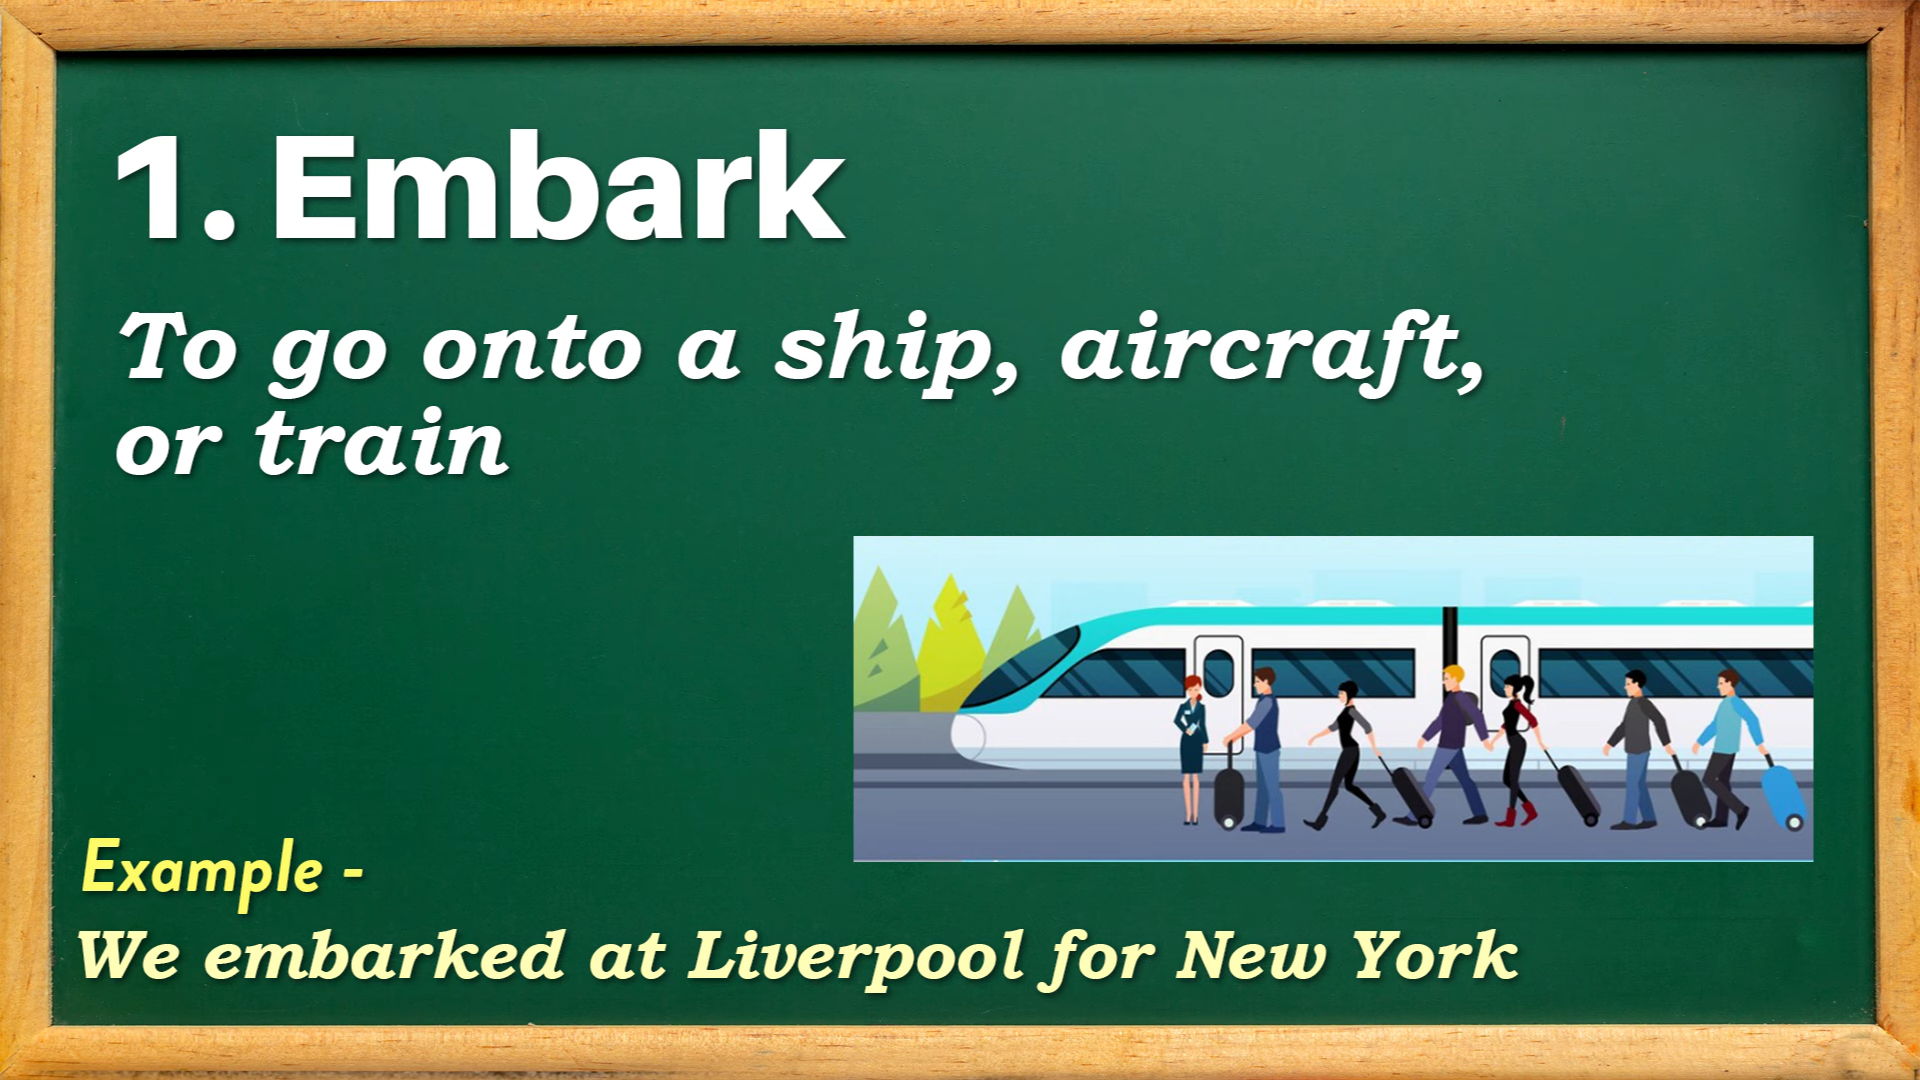 1. Embark
To go onto a ship, aircraft,
or train
Example -
We embarked at Liverpool for New York